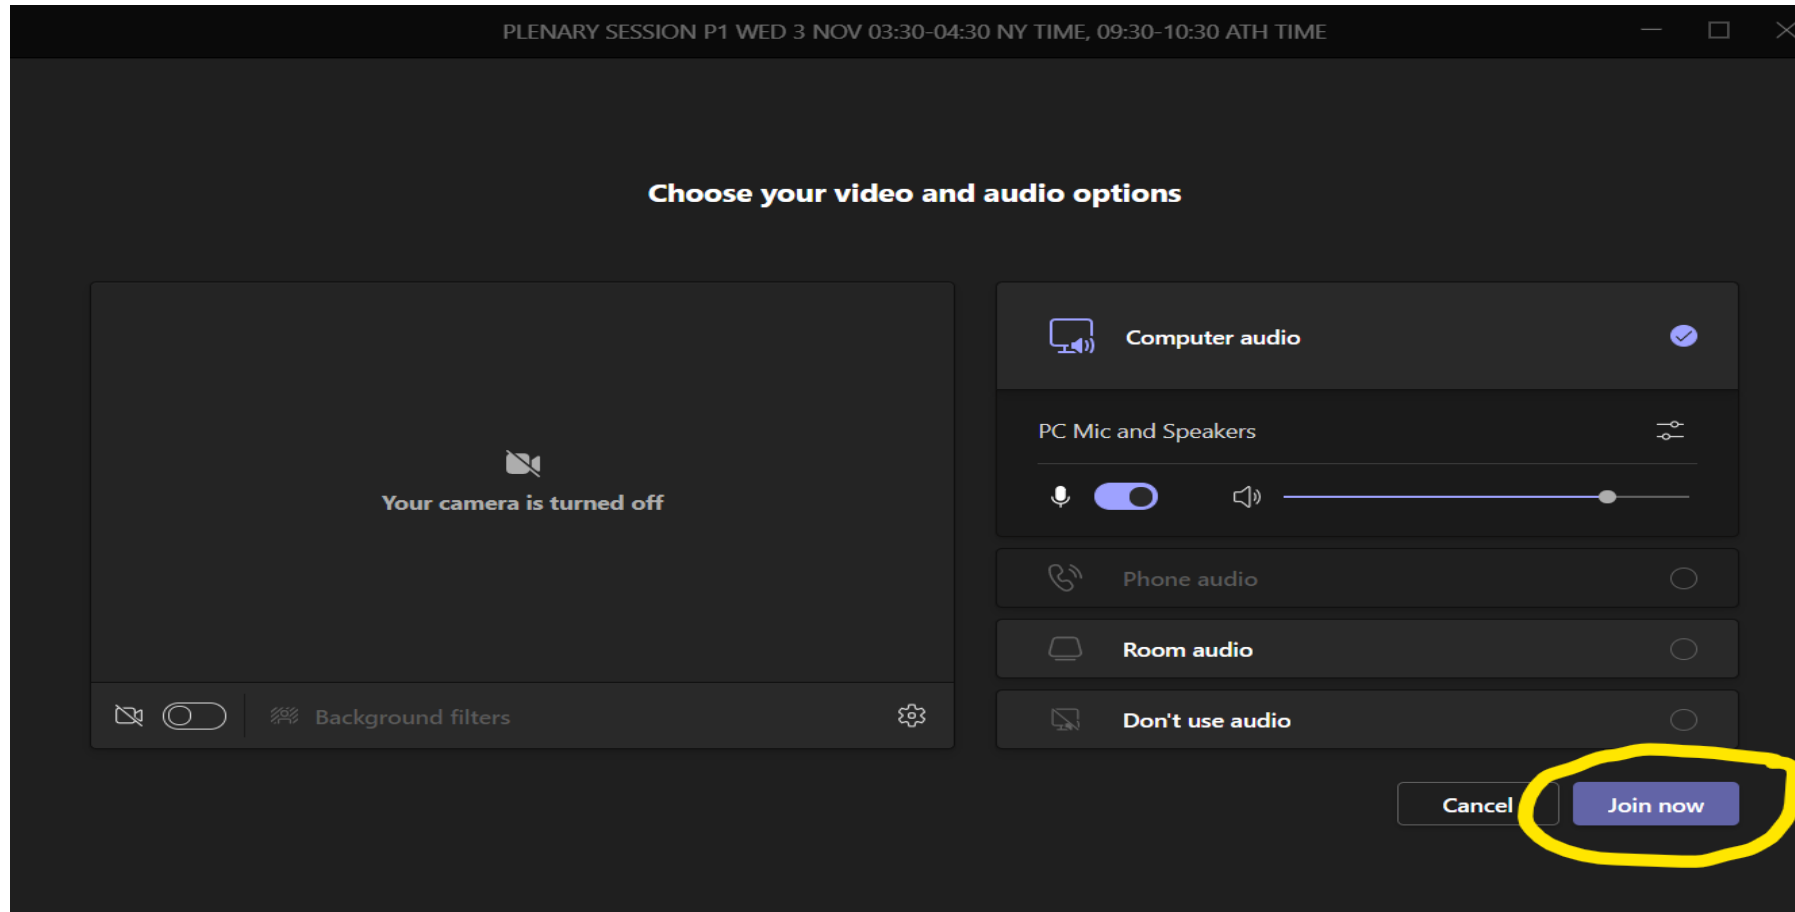 PLENARY SESSION P1 WED 3 NOV 03:30-04:30 NY TIME, 09:30-10:30 ATH TIME
Choose your video and audio options
Your camera is turned off
Background filters
Computer audio
PC Mic and Speakers
Phone audio
Room audio
Don't use audio
Cancel
Join now